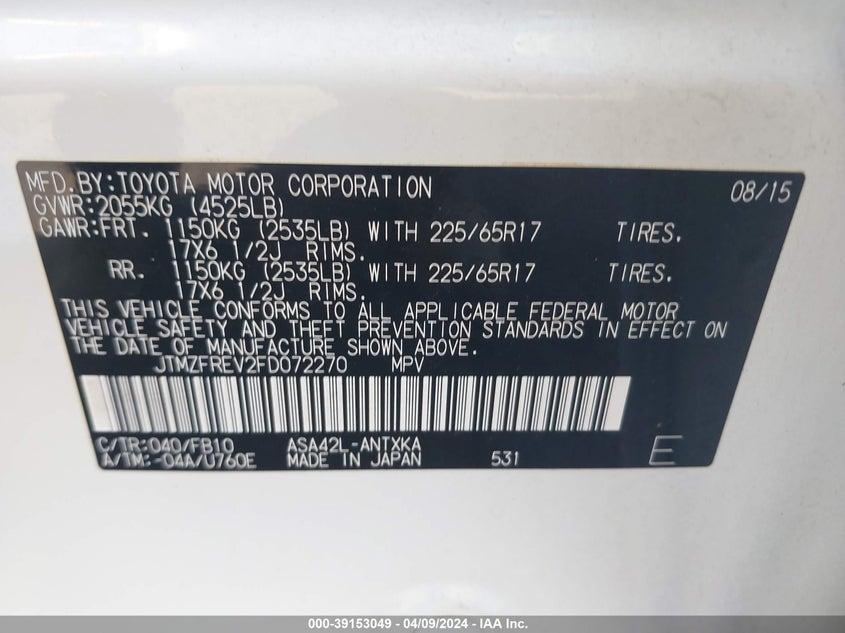 MFD. BY:TOYOTA MOTOR CORPORATION 08/15
GVWR:2055KG (4525LB)
GAWR:FRT. 1150KG (2535LB) WITH 225/65R17 TIRES.
17X6 1/2J RIMS.
RR. 1150KG (2535LB) WITH 225/65R17 TIRES.
17X6 1/2J RIMS.
THIS VEHICLE CONFORMS TO ALL APPLICABLE FEDERAL MOTOR
VEHICLE SAFETY AND THEFT PREVENTION STANDARDS IN EFFECT ON
THE DATE OF MANUFACTURE SHOWN ABOVE.
JTMZFREV2FD072270 MPV
C/TR:040/FB10 ASA42L-ANTXKA
A/TM:-04A/U760E MADE IN JAPAN 531 E
000-39153049 - 04/09/2024 - IAA Inc.